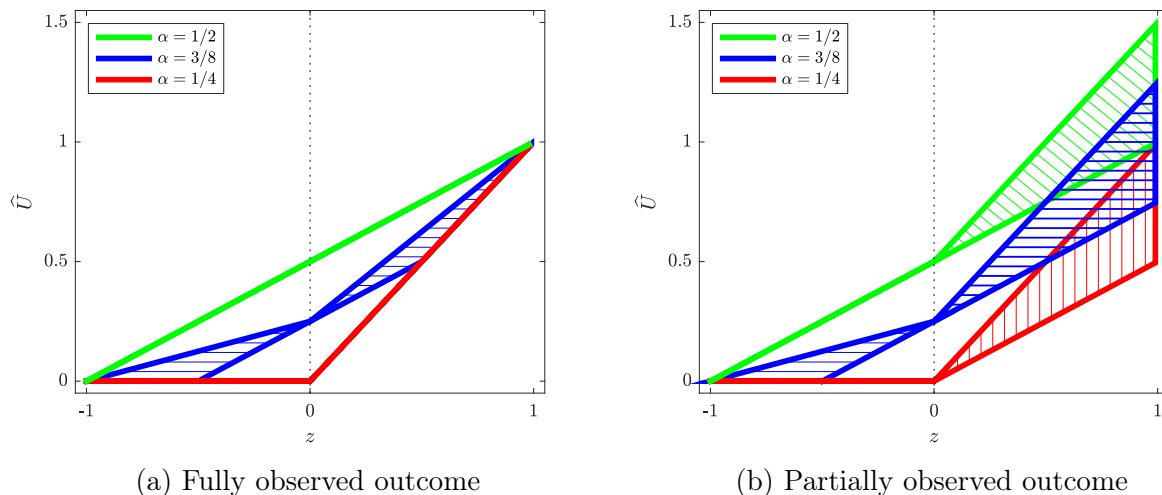 1.5
1
0.5
0
Û
α = 1/2
α = 3/8
α = 1/4
-1
0
1
z
(a) Fully observed outcome
1.5
1
0.5
0
Û
α = 1/2
α = 3/8
α = 1/4
-1
0
1
z
(b) Partially observed outcome